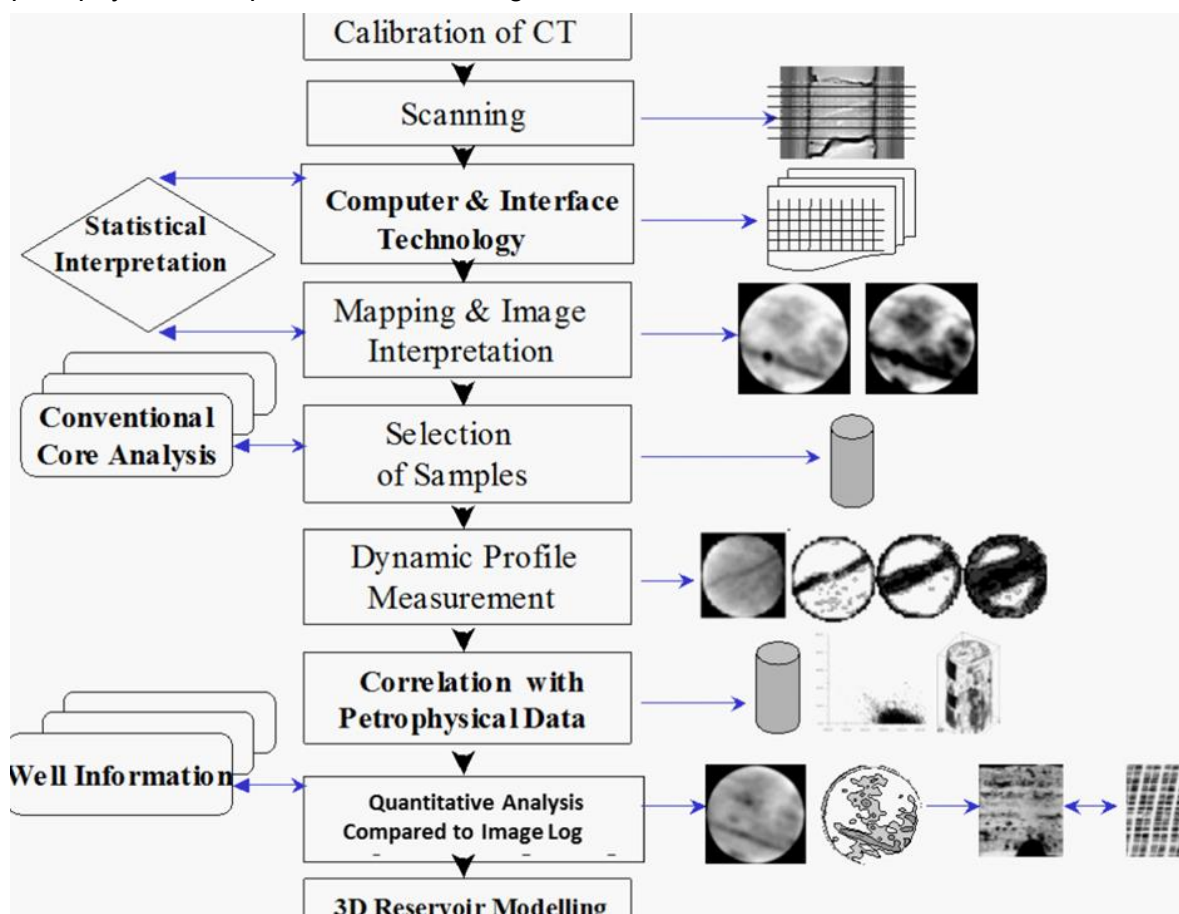 Calibration of CT
Scanning
Computer & Interface
Technology
Statistical
Interpretation
Mapping & Image
Interpretation
Conventional
Core Analysis
Selection
of Samples
Dynamic Profile
Measurement
Correlation with
Petrophysical Data
Well Information
Quantitative Analysis
Compared to Image Log
3D Reservoir Modelling